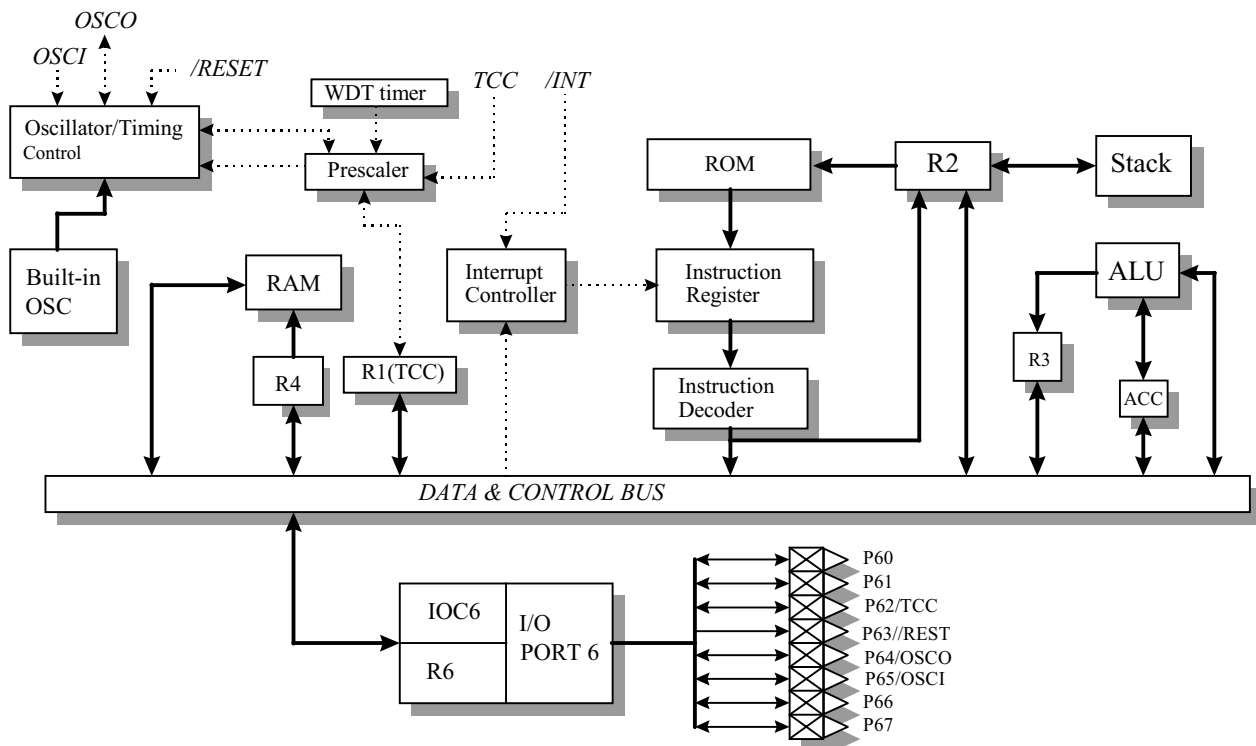 OSCO
OSCI
/RESET
WDT timer
TCC
/INT
Oscillator/Timing
Control
Prescaler
ROM
R2
Stack
Built-in
OSC
RAM
Interrupt
Controller
Instruction
Register
ALU
R4
R1(TCC)
Instruction
Decoder
R3
ACC
DATA & CONTROL BUS
IOC6
R6
I/O
PORT 6
P60
P61
P62/TCC
P63//REST
P64/OSCO
P65/OSCI
P66
P67